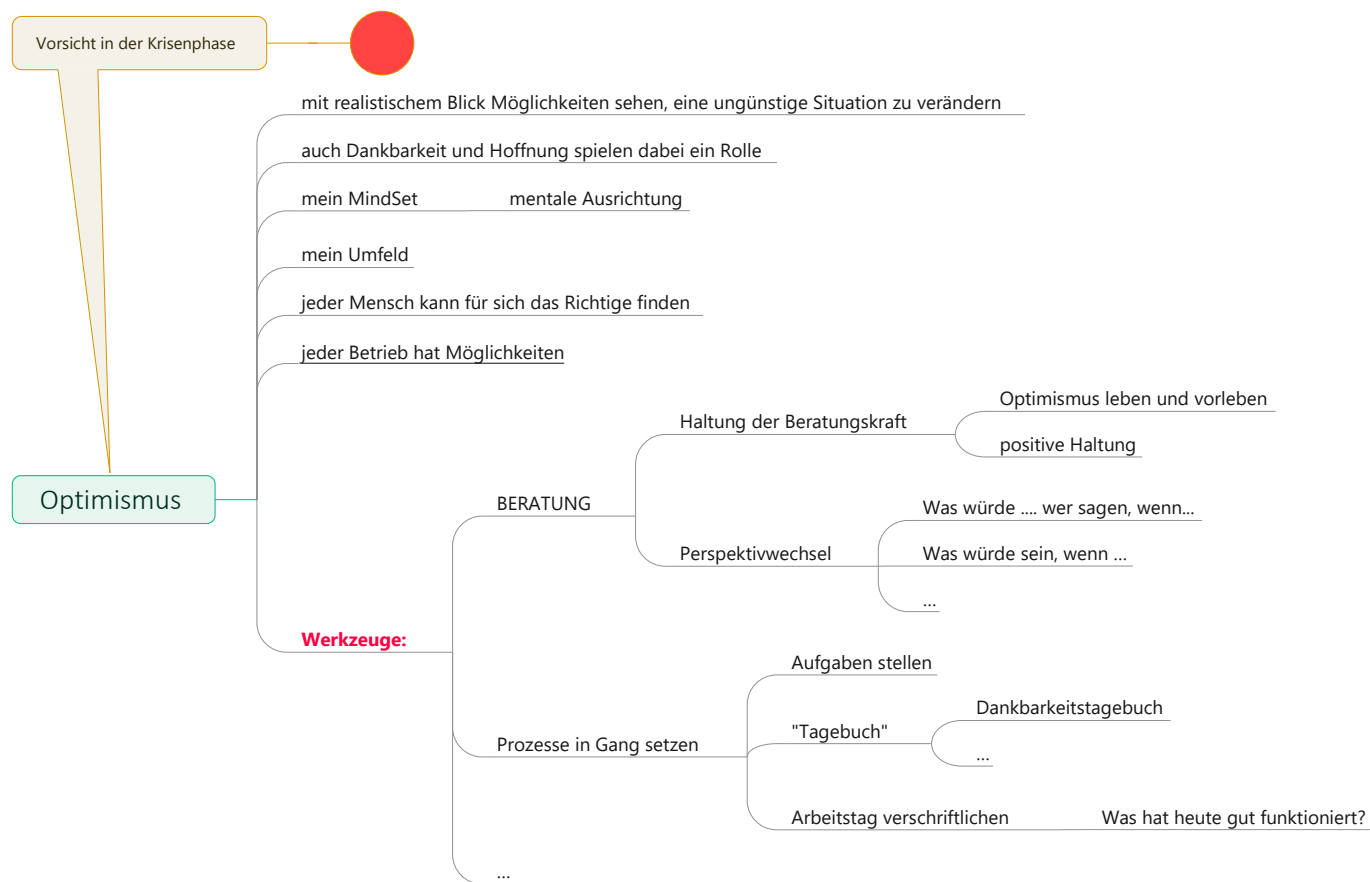 Vorsicht in der Krisenphase
mit realistischem Blick Möglichkeiten sehen, eine ungünstige Situation zu verändern
auch Dankbarkeit und Hoffnung spielen dabei ein Rolle
mein MindSet
mentale Ausrichtung
mein Umfeld
jeder Mensch kann für sich das Richtige finden
jeder Betrieb hat Möglichkeiten
Optimismus
Werkzeuge:
BERATUNG
Haltung der Beratungskraft
Optimismus leben und vorleben
positive Haltung
Perspektivwechsel
Was würde .... wer sagen, wenn...
Was würde sein, wenn ...
...
Prozesse in Gang setzen
Aufgaben stellen
"Tagebuch"
Dankbarkeitstagebuch
...
Arbeitstag verschriftlichen
Was hat heute gut funktioniert?
...